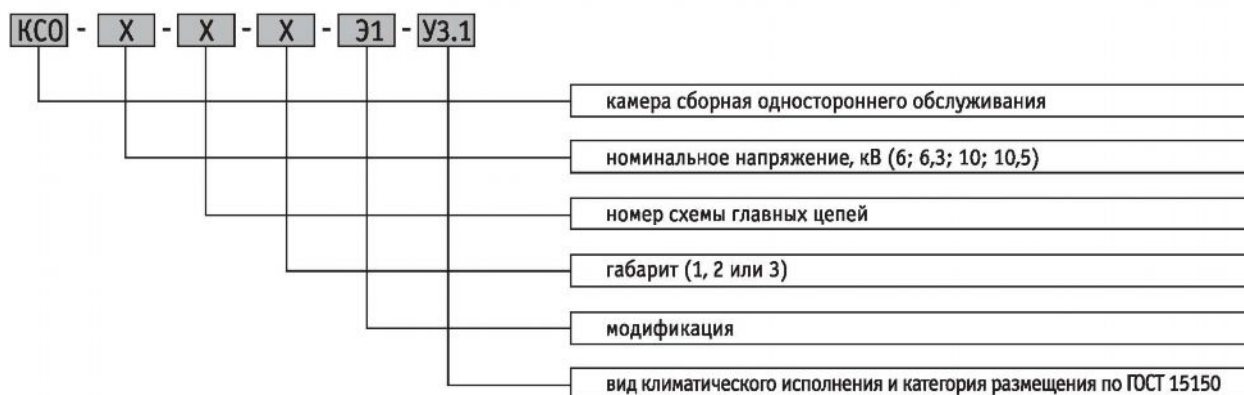 КСО - Х - Х - Х - Э1 - У3.1
камера сборная одностороннего обслуживания
номинальное напряжение, кВ (6; 6,3; 10; 10,5)
номер схемы главных цепей
габарит (1, 2 или 3)
модификация
вид климатического исполнения и категория размещения по ГОСТ 15150